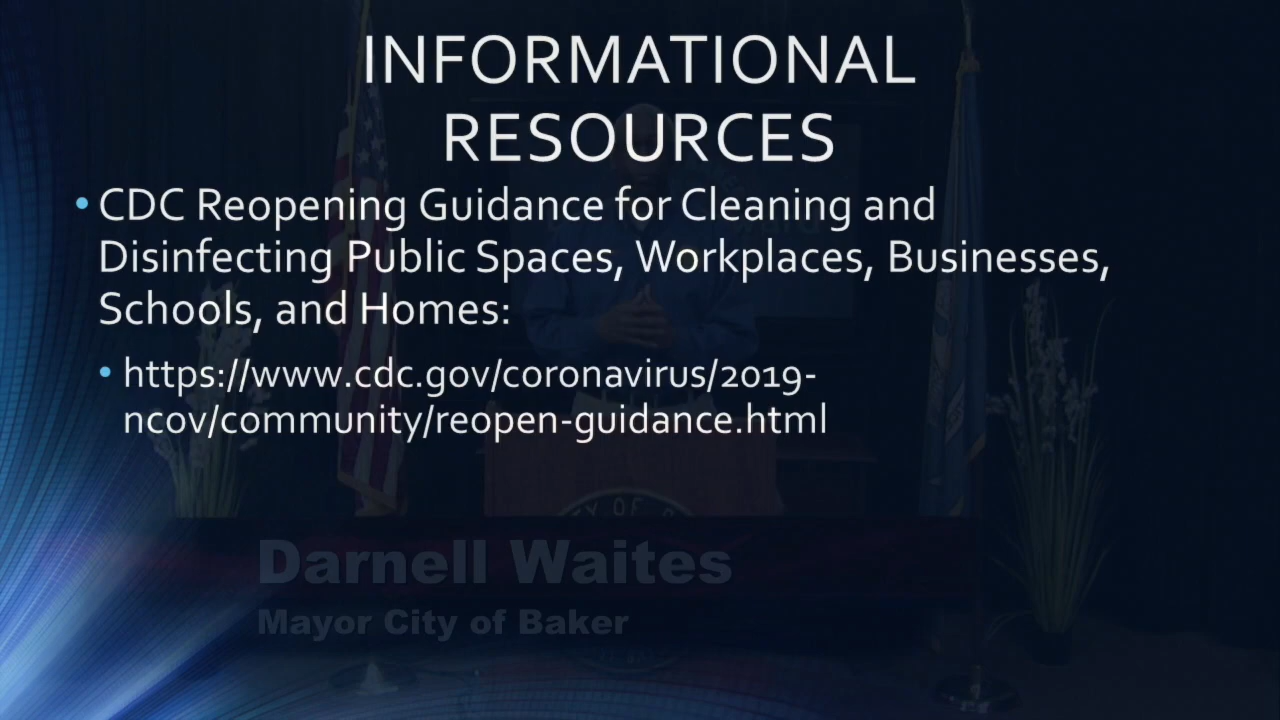 INFORMATIONAL
RESOURCES
• CDC Reopening Guidance for Cleaning and
Disinfecting Public Spaces, Workplaces, Businesses,
Schools, and Homes:
• https://www.cdc.gov/coronavirus/2019-
ncov/community/reopen-guidance.html
Darnell Waites
Mayor City of Baker